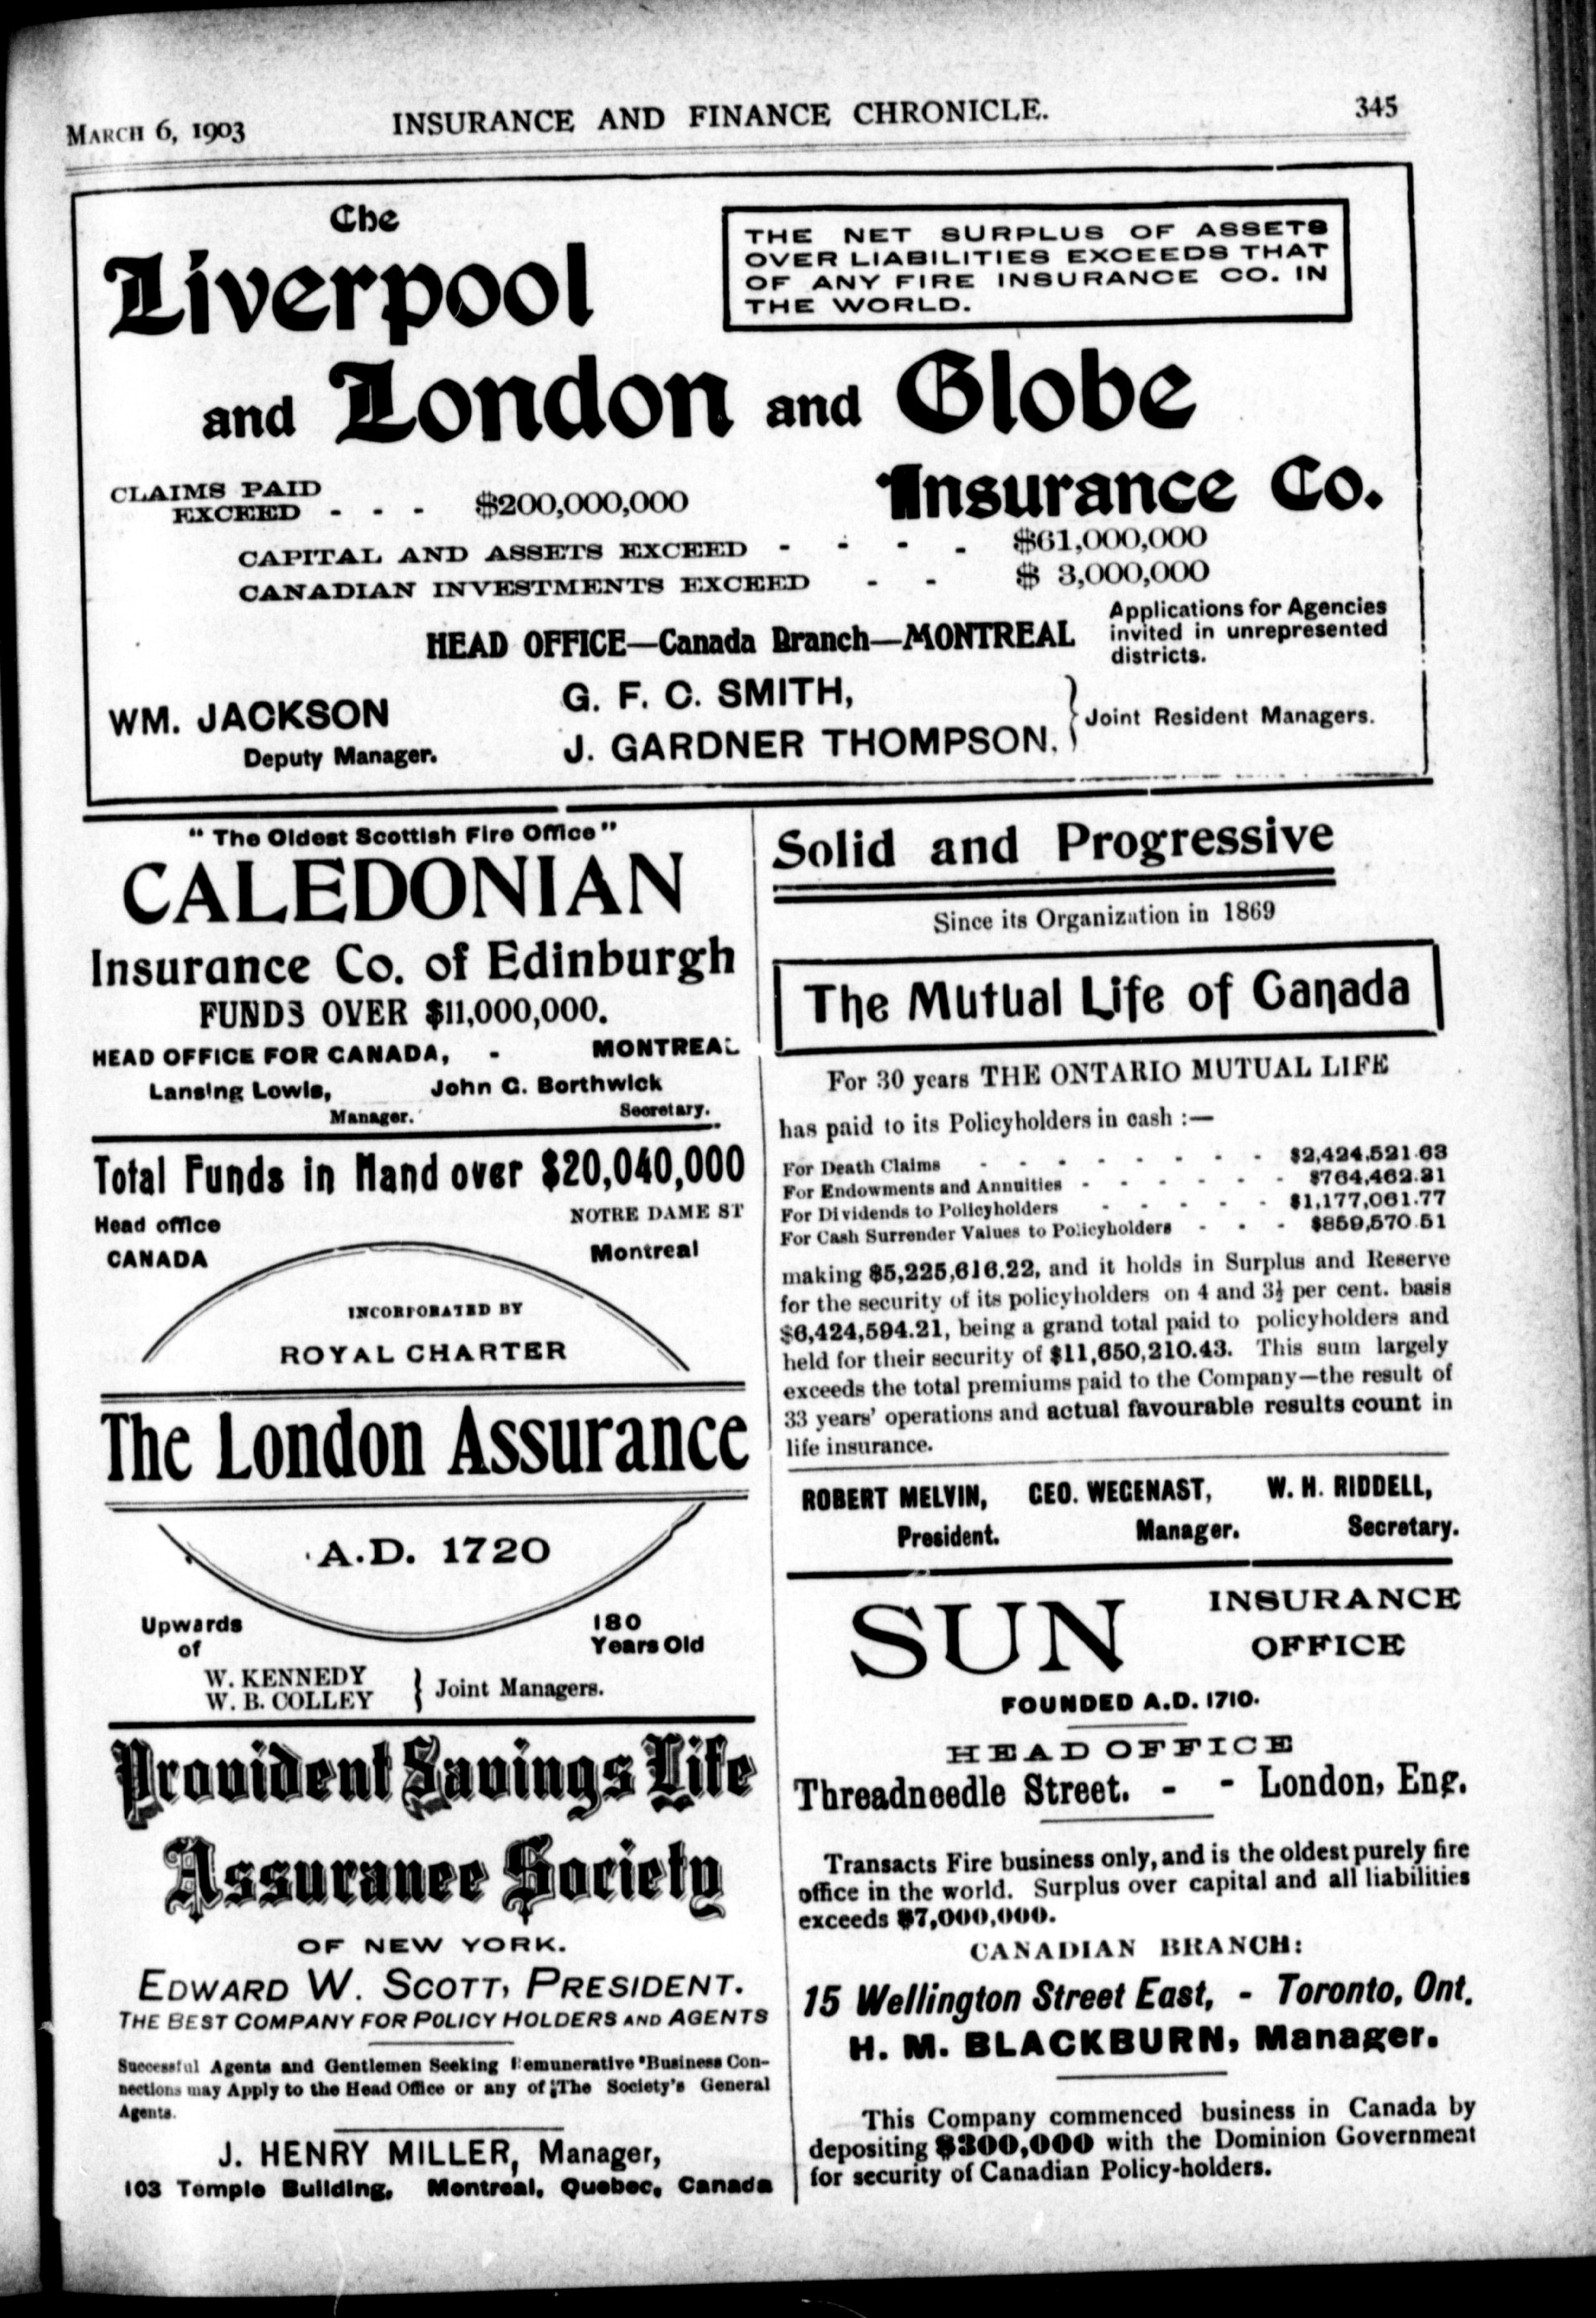 MARCH 6, 1903 INSURANCE AND FINANCE CHRONICLE. 345
The
Liverpool
THE NET SURPLUS OF ASSETS
OVER LIABILITIES EXCEEDS THAT
OF ANY FIRE INSURANCE CO. IN
THE WORLD.
and London and Globe
Insurance Co.
CLAIMS PAID
EXCEED - - - $200,000,000
CAPITAL AND ASSETS EXCEED - - - - $61,000,000
CANADIAN INVESTMENTS EXCEED - - $ 3,000,000
HEAD OFFICE—Canada Branch—MONTREAL
Applications for Agencies
invited in unrepresented
districts.
WM. JACKSON
Deputy Manager.
G. F. C. SMITH,
J. GARDNER THOMPSON.
} Joint Resident Managers.
"The Oldest Scottish Fire Office"
CALEDONIAN
Insurance Co. of Edinburgh
FUNDS OVER $11,000,000.
HEAD OFFICE FOR CANADA, - MONTREAL
Lansing Lewis, John G. Borthwick
Manager. Secretary.
Total Funds in Hand over $20,040,000
Head office NOTRE DAME ST
CANADA Montreal
INCORPORATED BY
ROYAL CHARTER
The London Assurance
A.D. 1720
Upwards 180
of Years Old
W. KENNEDY
W. B. COLLEY
} Joint Managers.
Provident Savings Life
Assurance Society
OF NEW YORK.
EDWARD W. SCOTT, PRESIDENT.
THE BEST COMPANY FOR POLICY HOLDERS AND AGENTS
Successful Agents and Gentlemen Seeking Remunerative Business Con-
nections may Apply to the Head Office or any of The Society's General
Agents.
J. HENRY MILLER, Manager,
103 Temple Building, Montreal, Quebec, Canada
Solid and Progressive
Since its Organization in 1869
The Mutual Life of Canada
For 30 years THE ONTARIO MUTUAL LIFE
has paid to its Policyholders in cash :—
For Death Claims - - - - - - - - $2,424,521.63
For Endowments and Annuities - - - - - - $764,462.31
For Dividends to Policyholders - - - - - $1,177,061.77
For Cash Surrender Values to Policyholders - - - $859,570.51
making $5,225,616.22, and it holds in Surplus and Reserve
for the security of its policyholders on 4 and 3½ per cent. basis
$6,424,594.21, being a grand total paid to policyholders and
held for their security of $11,650,210.43. This sum largely
exceeds the total premiums paid to the Company—the result of
33 years' operations and actual favourable results count in
life insurance.
ROBERT MELVIN, GEO. WEGENAST, W. H. RIDDELL,
President. Manager. Secretary.
SUN INSURANCE
OFFICE
FOUNDED A.D. 1710.
HEAD OFFICE
Threadneedle Street. - - London, Eng.
Transacts Fire business only, and is the oldest purely fire
office in the world. Surplus over capital and all liabilities
exceeds $7,000,000.
CANADIAN BRANCH:
15 Wellington Street East, - Toronto, Ont.
H. M. BLACKBURN, Manager.
This Company commenced business in Canada by
depositing $300,000 with the Dominion Government
for security of Canadian Policy-holders.